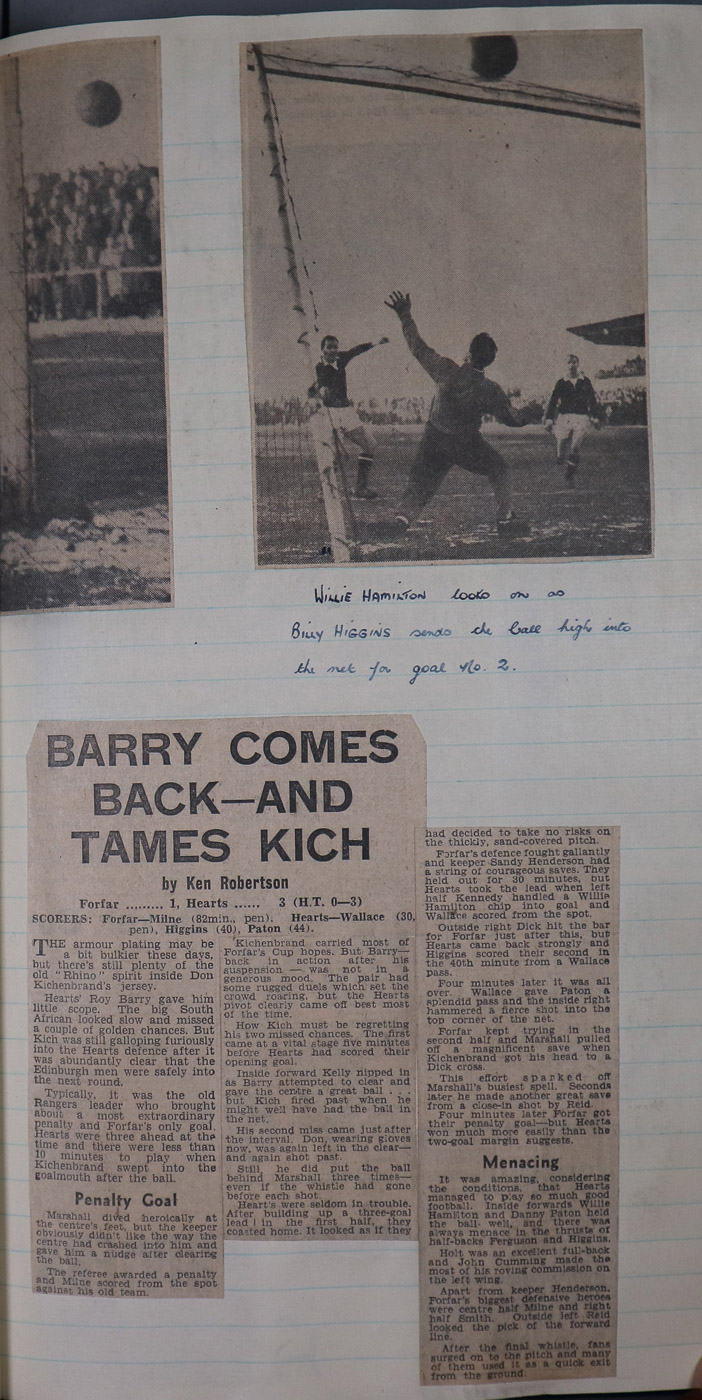 WILLIE HAMILTON looks on as
BILLY HIGGINS sends the ball high into
the net for goal No. 2.
BARRY COMES
BACK—AND
TAMES KICH
by Ken Robertson
Forfar ......... 1, Hearts ...... 3 (H.T. 0—3)
SCORERS: Forfar—Milne (82min., pen). Hearts—Wallace (30,
pen), Higgins (40), Paton (44).
THE armour plating may be
a bit bulkier these days,
but there's still plenty of the
old "Rhino" spirit inside Don
Kichenbrand's jersey.
Hearts' Roy Barry gave him
little scope. The big South
African looked slow and missed
a couple of golden chances. But
Kich was still galloping furiously
into the Hearts defence after it
was abundantly clear that the
Edinburgh men were safely into
the next round.
Typically, it was the old
Rangers leader who brought
about a most extraordinary
penalty and Forfar's only goal.
Hearts were three ahead at the
time and there were less than
10 minutes to play when
Kichenbrand swept into the
goalmouth after the ball.
Penalty Goal
Marshall dived heroically at
the centre's feet, but the keeper
obviously didn't like the way the
centre had crashed into him and
gave him a nudge after clearing
the ball.
The referee awarded a penalty
and Milne scored from the spot
against his old team.
Kichenbrand carried most of
Forfar's Cup hopes. But Barry—
back in action after his
suspension — was not in a
generous mood. The pair had
some rugged duels which set the
crowd roaring, but the Hearts
pivot clearly came off best most
of the time.
How Kich must be regretting
his two missed chances. The first
came at a vital stage five minutes
before Hearts had scored their
opening goal.
Inside forward Kelly nipped in
as Barry attempted to clear and
gave the centre a great ball . . .
but Kich fired past when he
might well have had the ball in
the net.
His second miss came just after
the interval. Don, wearing gloves
now, was again left in the clear—
and again shot past.
Still, he did put the ball
behind Marshall three times—
even if the whistle had gone
before each shot.
Hearts were seldom in trouble.
After building up a three-goal
lead in the first half, they
coasted home. It looked as if they
had decided to take no risks on
the thickly, sand-covered pitch.
Forfar's defence fought gallantly
and keeper Sandy Henderson had
a string of courageous saves. They
held out for 30 minutes, but
Hearts took the lead when left
half Kennedy handled a Willie
Hamilton chip into goal and
Wallace scored from the spot.
Outside right Dick hit the bar
for Forfar just after this, but
Hearts came back strongly and
Higgins scored their second in
the 40th minute from a Wallace
pass.
Four minutes later it was all
over. Wallace gave Paton a
splendid pass and the inside right
hammered a fierce shot into the
top corner of the net.
Forfar kept trying in the
second half and Marshall pulled
off a magnificent save when
Kichenbrand got his head to a
Dick cross.
This effort sparked off
Marshall's busiest spell. Seconds
later he made another great save
from a close-in shot by Reid.
Four minutes later Forfar got
their penalty goal—but Hearts
won much more easily than the
two-goal margin suggests.
Menacing
It was amazing, considering
the conditions, that Hearts
managed to play so much good
football. Inside forwards Willie
Hamilton and Danny Paton held
the ball well, and there was
always menace in the thrusts of
half-backs Ferguson and Higgins.
Holt was an excellent full-back
and John Cumming made the
most of his roving commission on
the left wing.
Apart from keeper Henderson,
Forfar's biggest defensive heroes
were centre half Milne and right
half Smith. Outside left Reid
looked the pick of the forward
line.
After the final whistle, fans
surged on to the pitch and many
of them used it as a quick exit
from the ground.